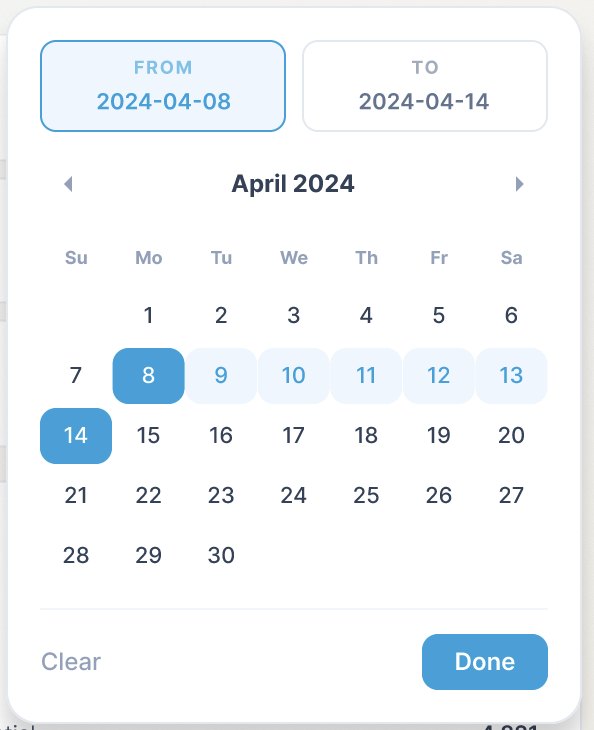 FROM
2024-04-08
TO
2024-04-14
April 2024
Su Mo Tu We Th Fr Sa
1 2 3 4 5 6
7 8 9 10 11 12 13
14 15 16 17 18 19 20
21 22 23 24 25 26 27
28 29 30
Clear Done